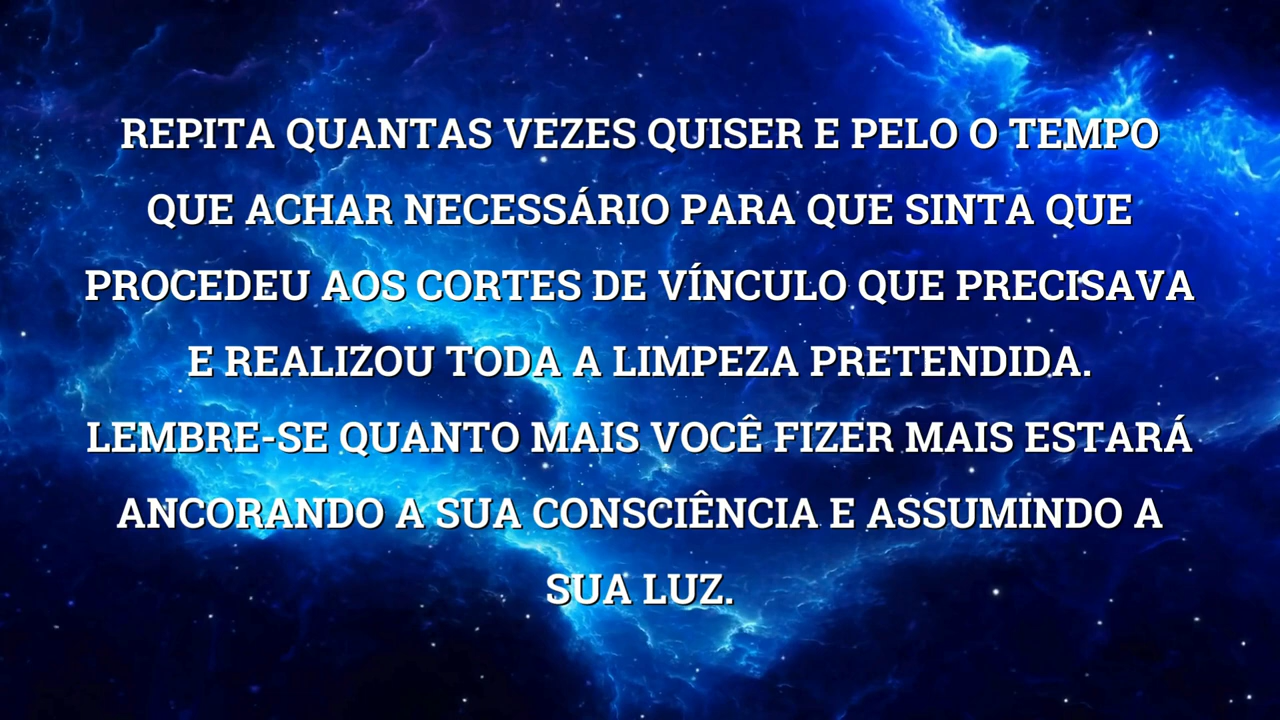 REPITA QUANTAS VEZES QUISER E PELO O TEMPO
QUE ACHAR NECESSÁRIO PARA QUE SINTA QUE
PROCEDEU AOS CORTES DE VÍNCULO QUE PRECISAVA
E REALIZOU TODA A LIMPEZA PRETENDIDA.
LEMBRE-SE QUANTO MAIS VOCÊ FIZER MAIS ESTARÁ
ANCORANDO A SUA CONSCIÊNCIA E ASSUMINDO A
SUA LUZ.